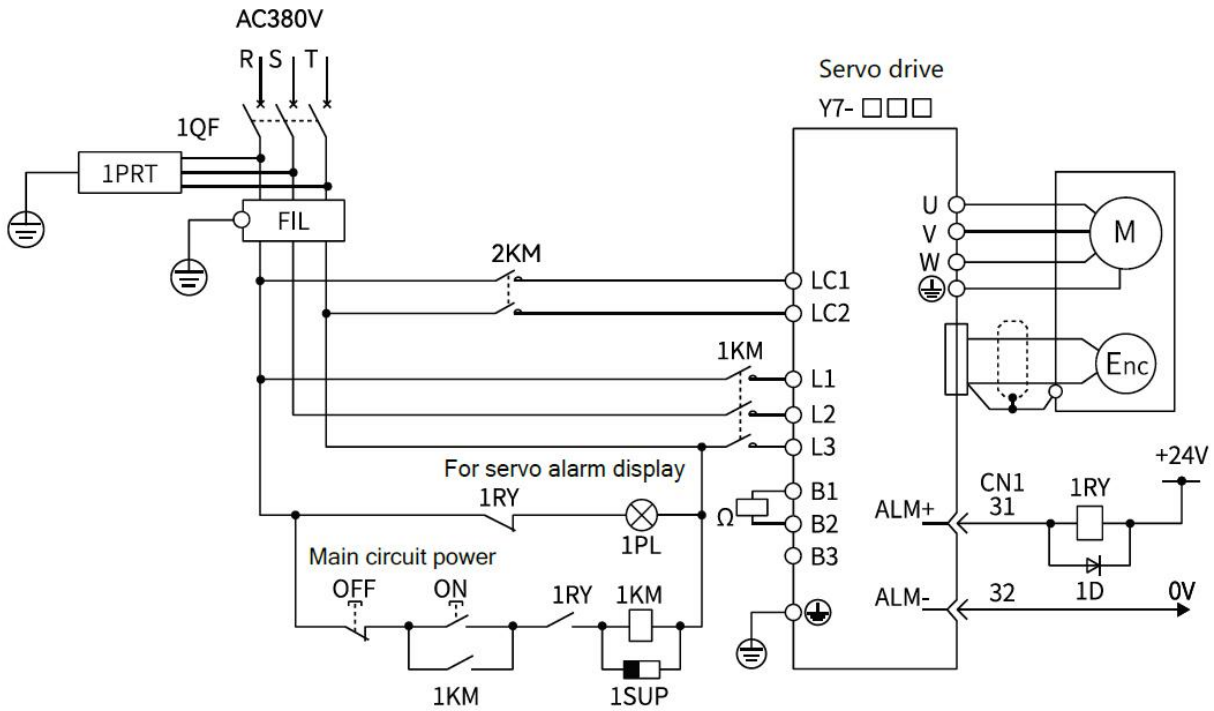 AC380V
R S T
Servo drive
Y7- □□□
1QF
1PRT
FIL
U
V
W
M
2KM
LC1
LC2
1KM
Enc
L1
L2
L3
For servo alarm display
+24V
1RY
B1
CN1
1RY
Ω
B2
ALM+
31
1PL
B3
Main circuit power
OFF
ON
1RY
1KM
ALM-
32
1D
0V
1KM
1SUP